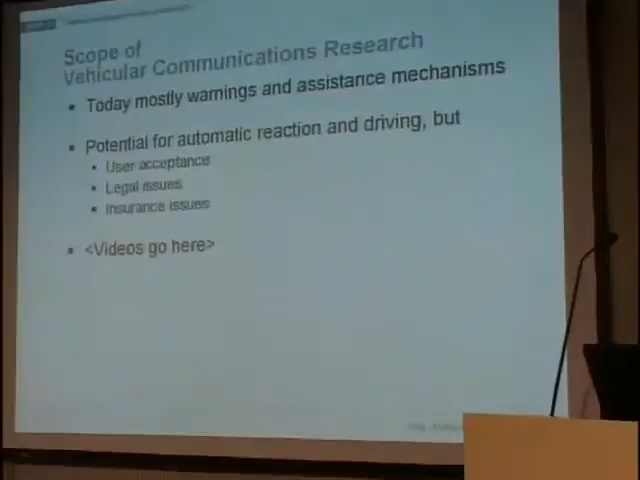 Scope of
Vehicular Communications Research
• Today mostly warnings and assistance mechanisms
• Potential for automatic reaction and driving, but
• User acceptance
• Legal issues
• Insurance issues
• <Videos go here>